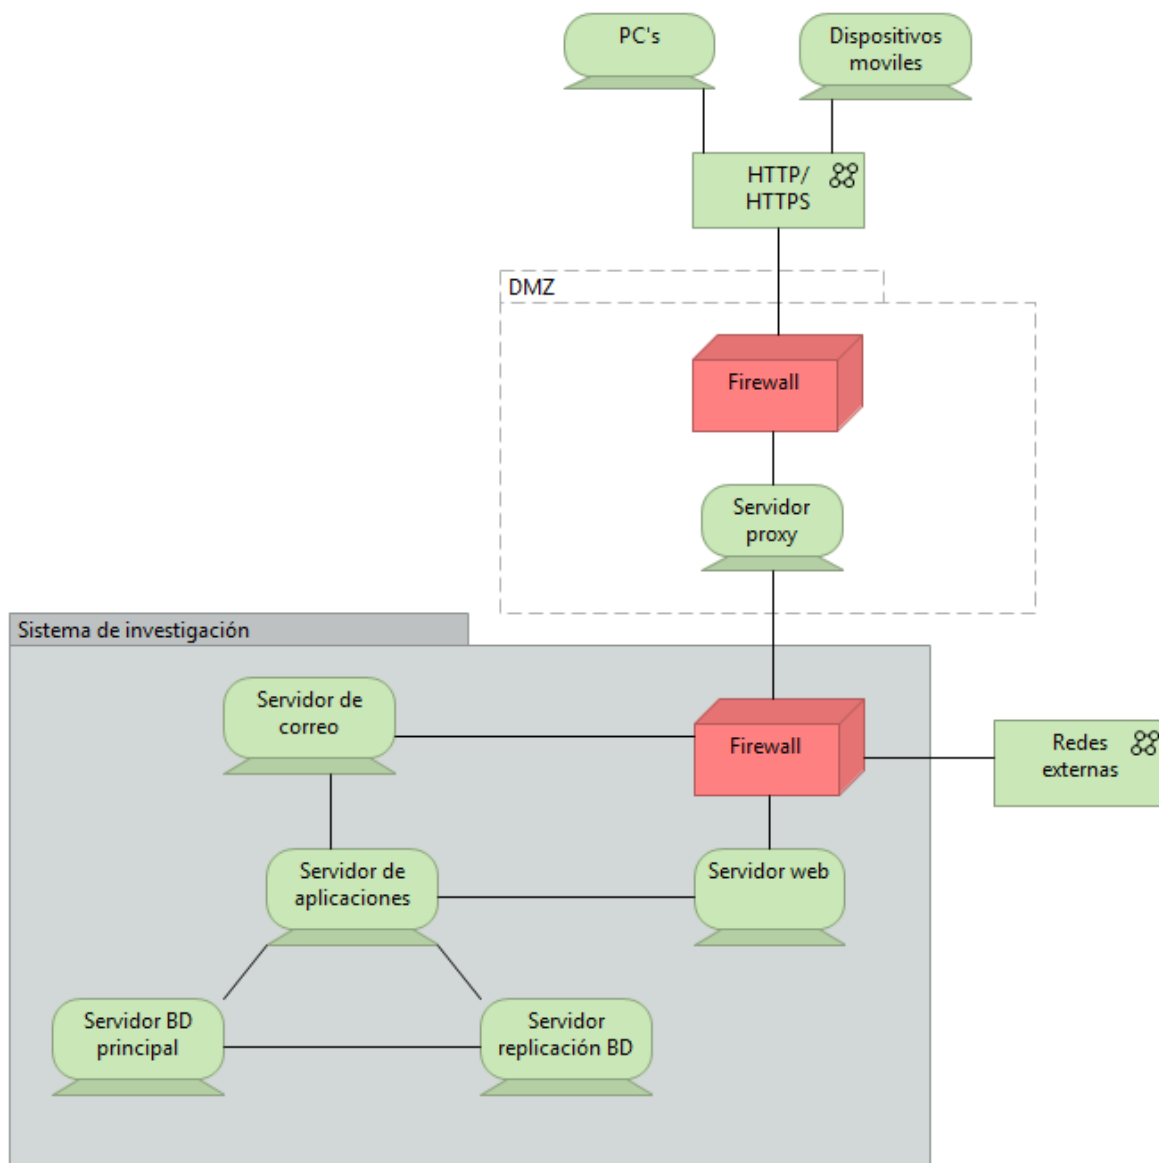 PC's
Dispositivos
moviles
HTTP/
HTTPS
DMZ
Firewall
Servidor
proxy
Sistema de investigación
Servidor de
correo
Firewall
Redes
externas
Servidor de
aplicaciones
Servidor web
Servidor BD
principal
Servidor
replicación BD